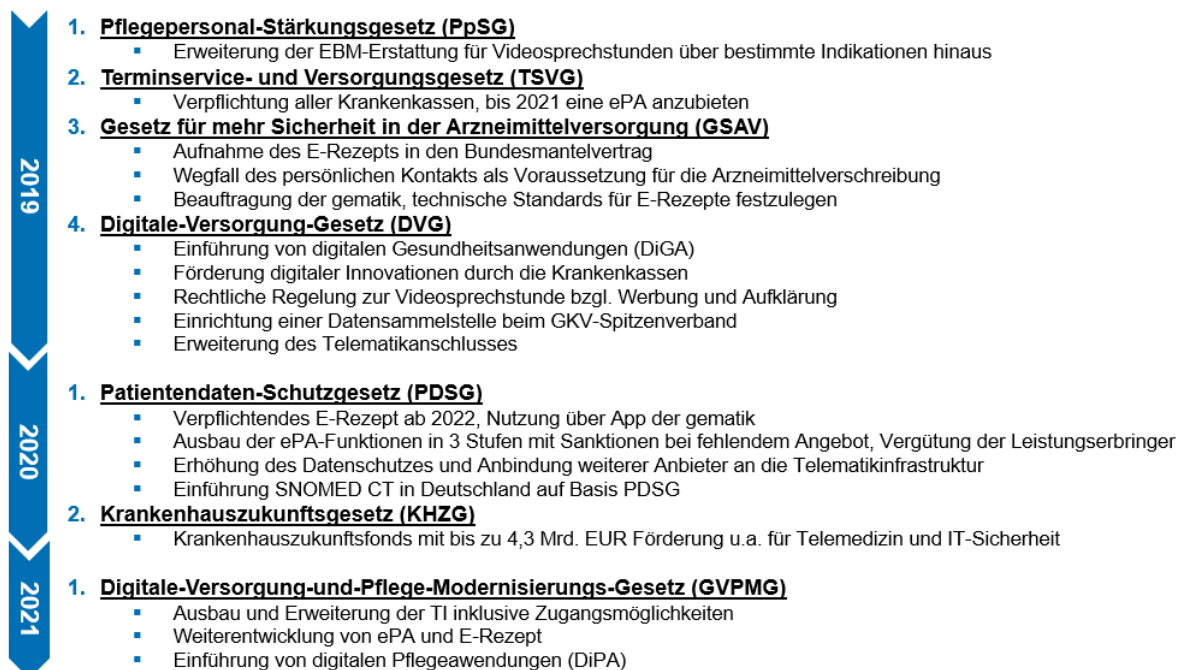 2019
1. Pflegepersonal-Stärkungsgesetz (PpSG)
▪ Erweiterung der EBM-Erstattung für Videosprechstunden über bestimmte Indikationen hinaus
2. Terminservice- und Versorgungsgesetz (TSVG)
▪ Verpflichtung aller Krankenkassen, bis 2021 eine ePA anzubieten
3. Gesetz für mehr Sicherheit in der Arzneimittelversorgung (GSAV)
▪ Aufnahme des E-Rezepts in den Bundesmantelvertrag
▪ Wegfall des persönlichen Kontakts als Voraussetzung für die Arzneimittelverschreibung
▪ Beauftragung der gematik, technische Standards für E-Rezepte festzulegen
4. Digitale-Versorgung-Gesetz (DVG)
▪ Einführung von digitalen Gesundheitsanwendungen (DiGA)
▪ Förderung digitaler Innovationen durch die Krankenkassen
▪ Rechtliche Regelung zur Videosprechstunde bzgl. Werbung und Aufklärung
▪ Einrichtung einer Datensammelstelle beim GKV-Spitzenverband
▪ Erweiterung des Telematikanschlusses
2020
1. Patientendaten-Schutzgesetz (PDSG)
▪ Verpflichtendes E-Rezept ab 2022, Nutzung über App der gematik
▪ Ausbau der ePA-Funktionen in 3 Stufen mit Sanktionen bei fehlendem Angebot, Vergütung der Leistungserbringer
▪ Erhöhung des Datenschutzes und Anbindung weiterer Anbieter an die Telematikinfrastruktur
▪ Einführung SNOMED CT in Deutschland auf Basis PDSG
2. Krankenhauszukunftsgesetz (KHZG)
▪ Krankenhauszukunftsfonds mit bis zu 4,3 Mrd. EUR Förderung u.a. für Telemedizin und IT-Sicherheit
2021
1. Digitale-Versorgung-und-Pflege-Modernisierungs-Gesetz (GVPMG)
▪ Ausbau und Erweiterung der TI inklusive Zugangsmöglichkeiten
▪ Weiterentwicklung von ePA und E-Rezept
▪ Einführung von digitalen Pflegeawendungen (DiPA)